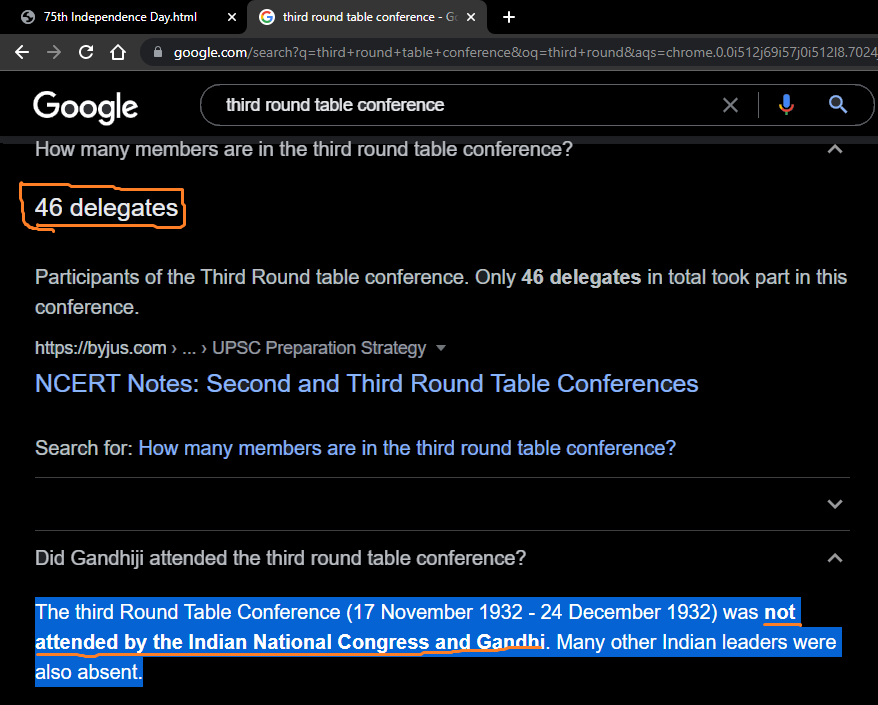 75th Independence Day.html
third round table conference - Go
google.com/search?q=third+round+table+conference&oq=third+round&aqs=chrome.0.0i512j69i57j0i512l8.7024
Google
third round table conference
How many members are in the third round table conference?
46 delegates
Participants of the Third Round table conference. Only 46 delegates in total took part in this
conference.
https://byjus.com › ... › UPSC Preparation Strategy
NCERT Notes: Second and Third Round Table Conferences
Search for: How many members are in the third round table conference?
Did Gandhiji attended the third round table conference?
The third Round Table Conference (17 November 1932 - 24 December 1932) was not
attended by the Indian National Congress and Gandhi. Many other Indian leaders were
also absent.